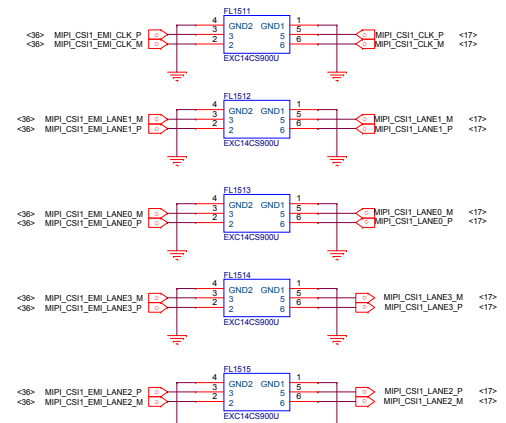 FL1511
4 GND2 GND1 1
<36> MIPI_CSI1_EMI_CLK_P 3 3 5 5 MIPI_CSI1_CLK_P <17>
<36> MIPI_CSI1_EMI_CLK_M 2 2 6 6 MIPI_CSI1_CLK_M <17>
EXC14CS900U
FL1512
4 GND2 GND1 1
<36> MIPI_CSI1_EMI_LANE1_M 3 3 5 5 MIPI_CSI1_LANE1_M <17>
<36> MIPI_CSI1_EMI_LANE1_P 2 2 6 6 MIPI_CSI1_LANE1_P <17>
EXC14CS900U
FL1513
4 GND2 GND1 1
<36> MIPI_CSI1_EMI_LANE0_M 3 3 5 5 MIPI_CSI1_LANE0_M <17>
<36> MIPI_CSI1_EMI_LANE0_P 2 2 6 6 MIPI_CSI1_LANE0_P <17>
EXC14CS900U
FL1514
4 GND2 GND1 1
<36> MIPI_CSI1_EMI_LANE3_M 3 3 5 5 MIPI_CSI1_LANE3_M <17>
<36> MIPI_CSI1_EMI_LANE3_P 2 2 6 6 MIPI_CSI1_LANE3_P <17>
EXC14CS900U
FL1515
4 GND2 GND1 1
<36> MIPI_CSI1_EMI_LANE2_P 3 3 5 5 MIPI_CSI1_LANE2_P <17>
<36> MIPI_CSI1_EMI_LANE2_M 2 2 6 6 MIPI_CSI1_LANE2_M <17>
EXC14CS900U